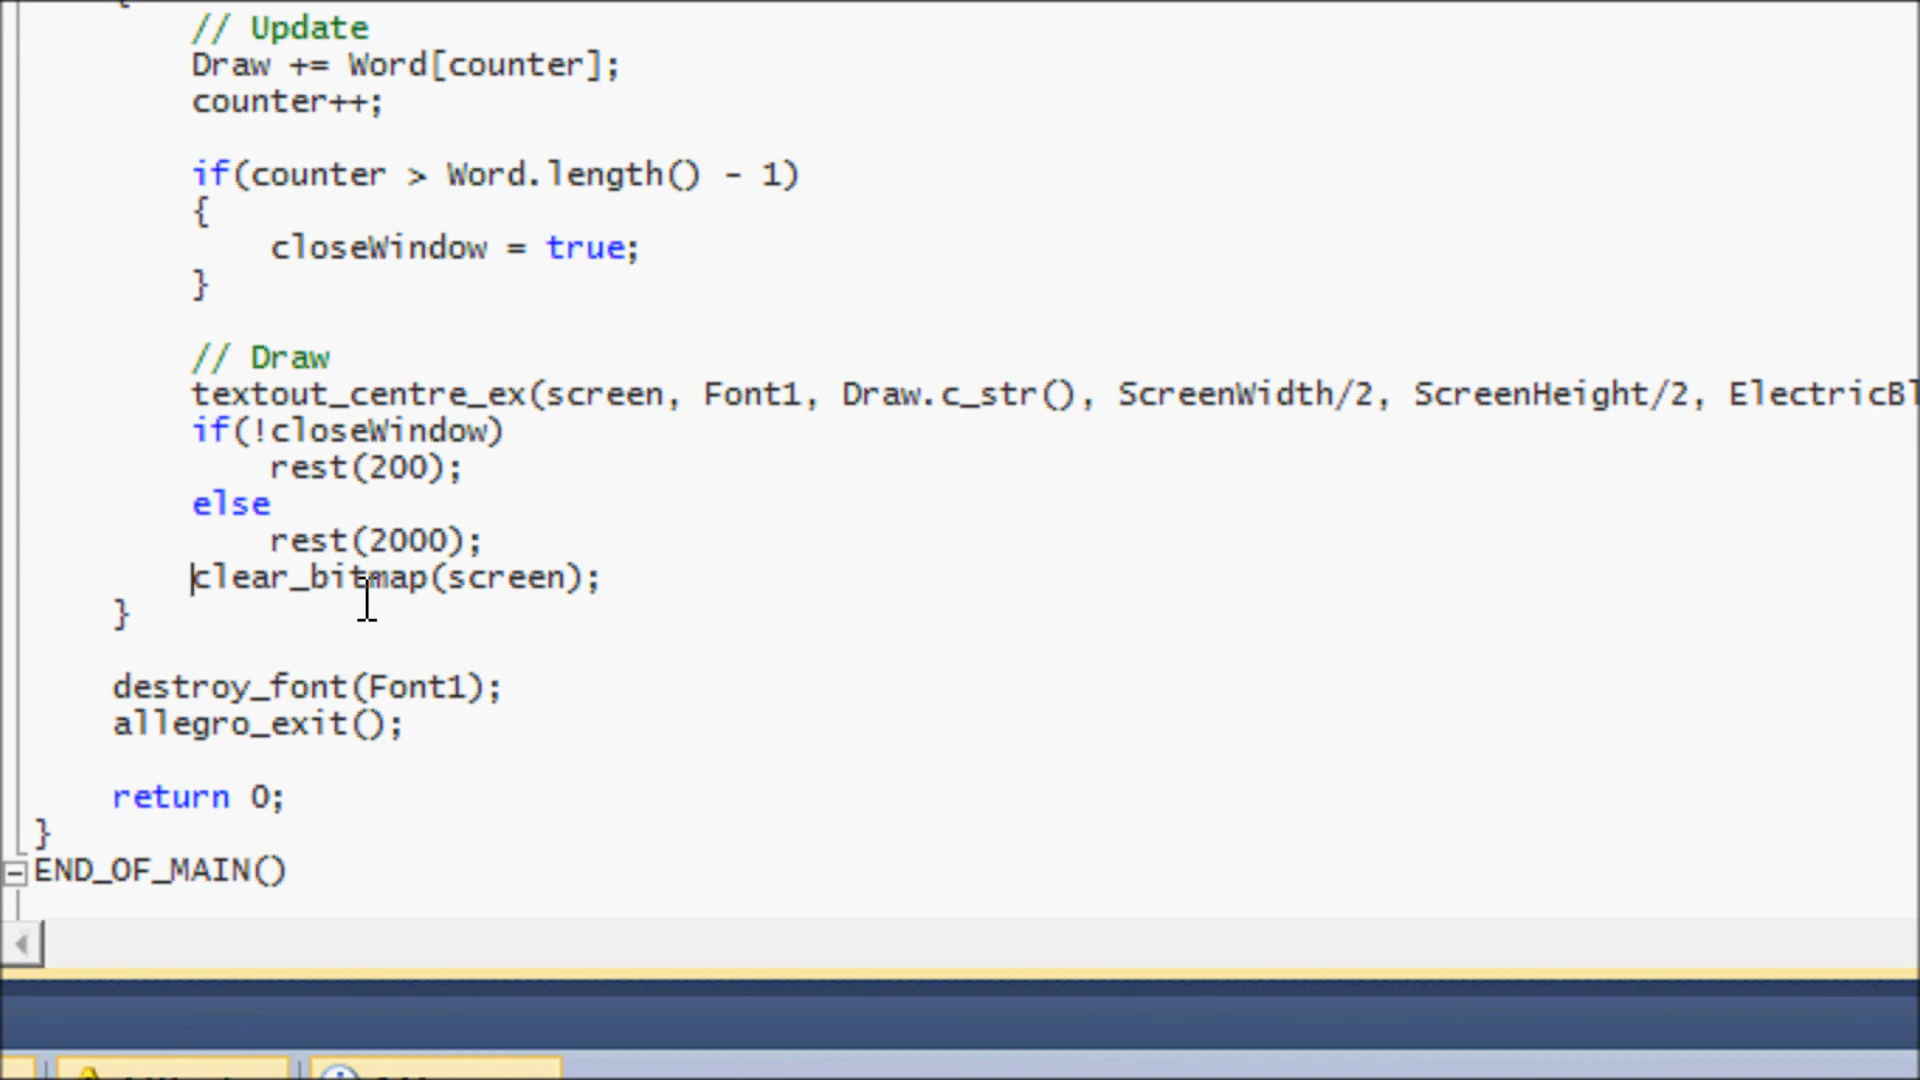 // Update
Draw += Word[counter];
counter++;
if(counter > Word.length() - 1)
{
closeWindow = true;
}
// Draw
textout_centre_ex(screen, Font1, Draw.c_str(), ScreenWidth/2, ScreenHeight/2, ElectricBl
if(!closeWindow)
rest(200);
else
rest(2000);
clear_bitmap(screen);
}
destroy_font(Font1);
allegro_exit();
return 0;
}
END_OF_MAIN()